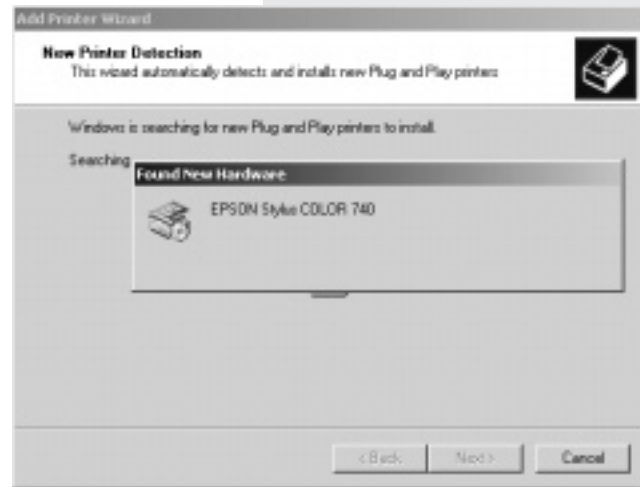 Add Printer Wizard
New Printer Detection
This wizard automatically detects and installs new Plug and Play printers
Windows is searching for new Plug and Play printers to install.
Searching
Found New Hardware
EPSON Stylus COLOR 740
< Back
Next >
Cancel